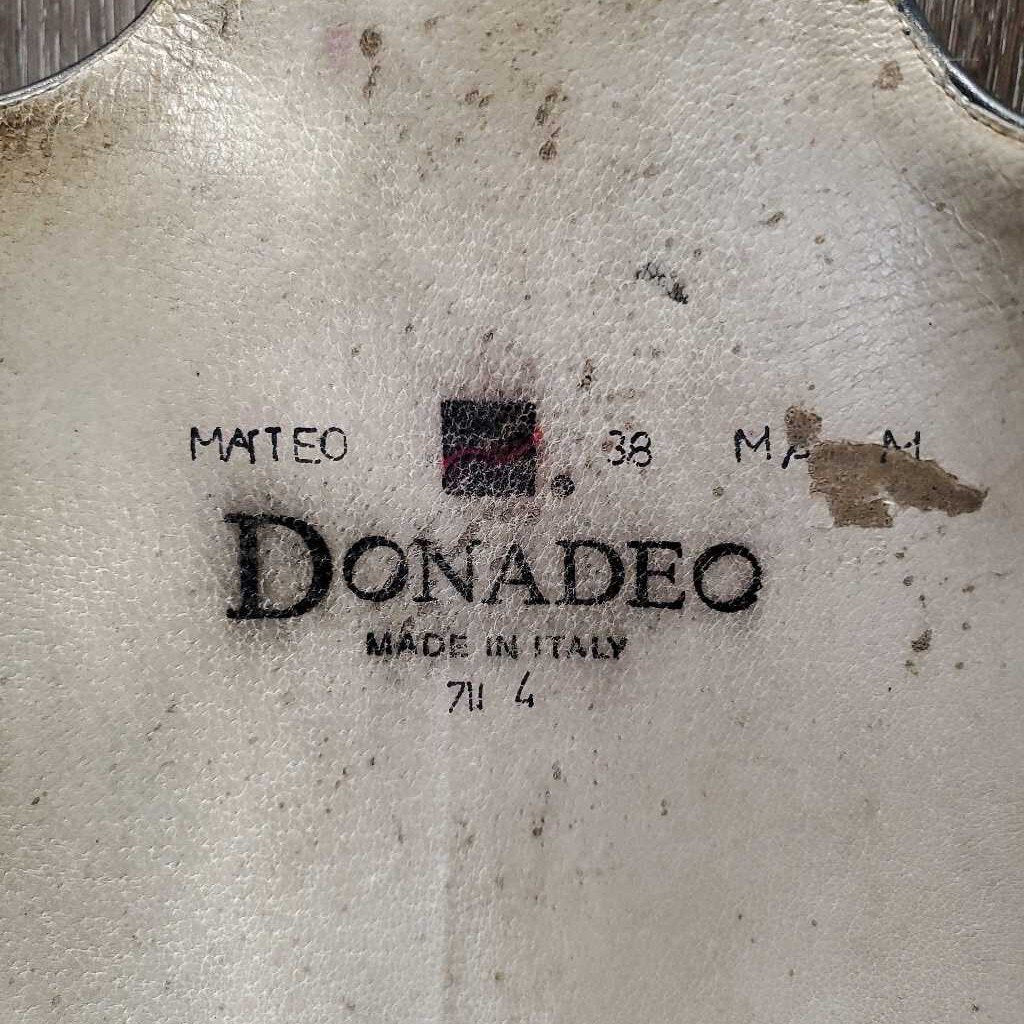 MATTEO 38
DONADEO
MADE IN ITALY
711 4